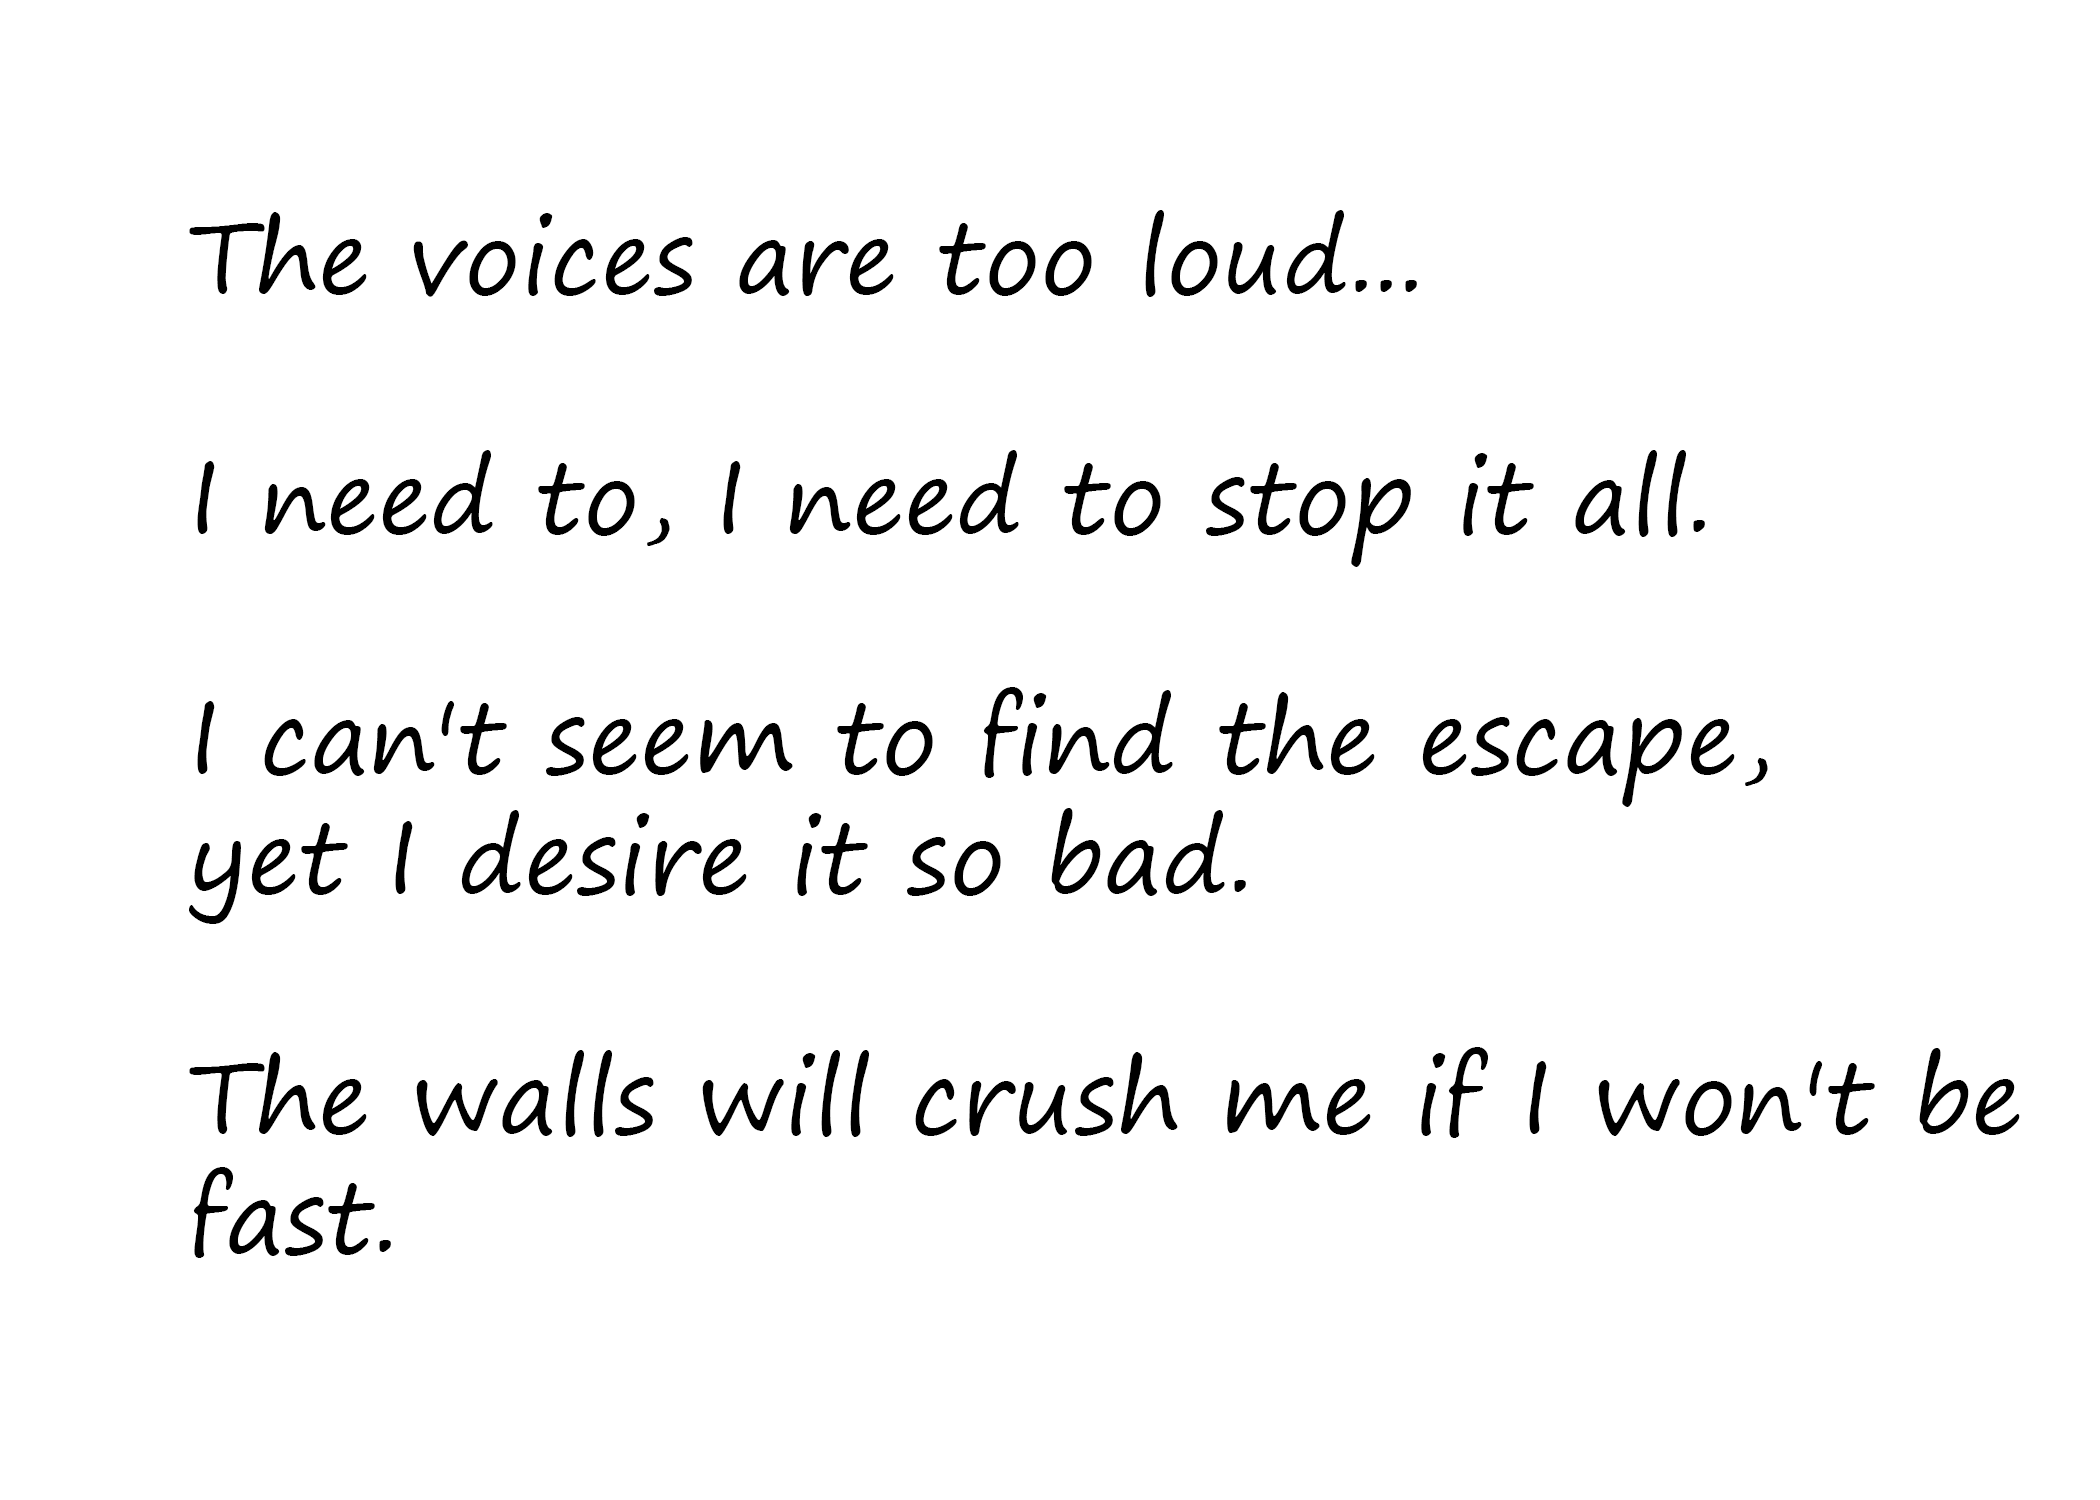 The voices are too loud...
I need to, I need to stop it all.
I can't seem to find the escape,
yet I desire it so bad.
The walls will crush me if I won't be
fast.